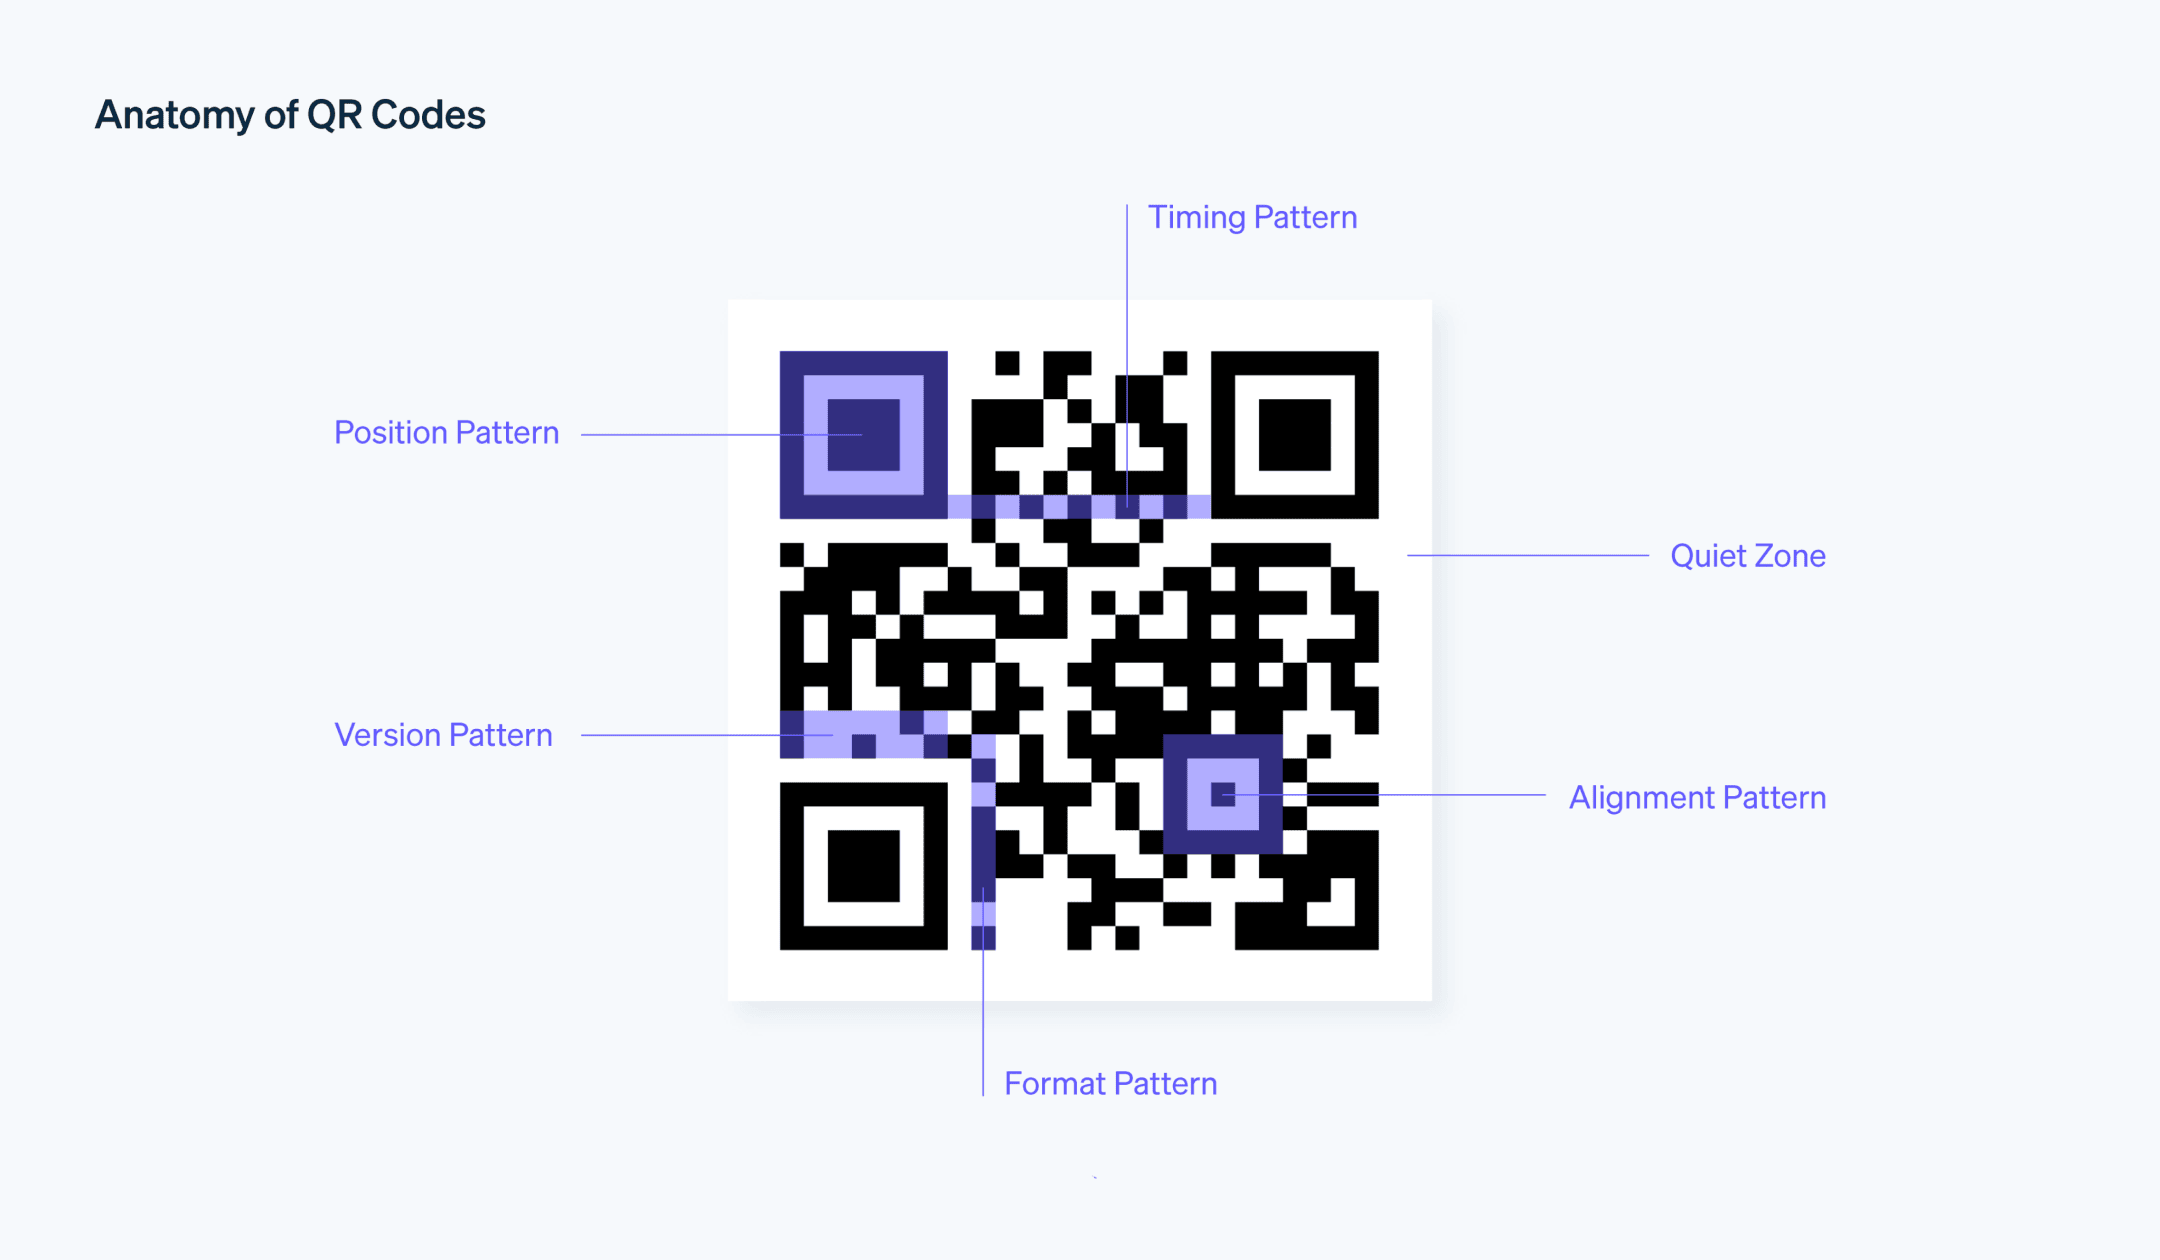 Anatomy of QR Codes
Timing Pattern
Position Pattern
Quiet Zone
Version Pattern
Alignment Pattern
Format Pattern